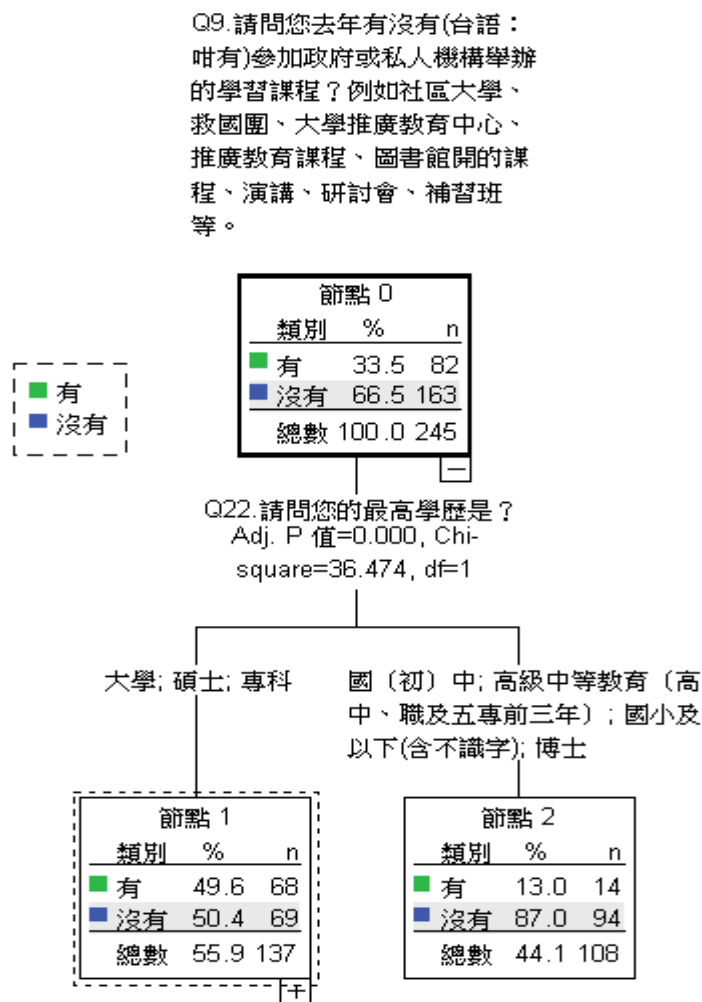 Q9.請問您去年有沒有(台語：
咁有)參加政府或私人機構舉辦
的學習課程？例如社區大學、
救國團、大學推廣教育中心、
推廣教育課程、圖書館開的課
程、演講、研討會、補習班
等。
節點 0
類別 % n
有 33.5 82
沒有 66.5 163
總數 100.0 245
有
沒有
Q22.請問您的最高學歷是？
Adj. P 值=0.000, Chi-
square=36.474, df=1
大學; 碩士; 專科
國（初）中; 高級中等教育（高
中、職及五專前三年）; 國小及
以下(含不識字); 博士
節點 1
類別 % n
有 49.6 68
沒有 50.4 69
總數 55.9 137
節點 2
類別 % n
有 13.0 14
沒有 87.0 94
總數 44.1 108